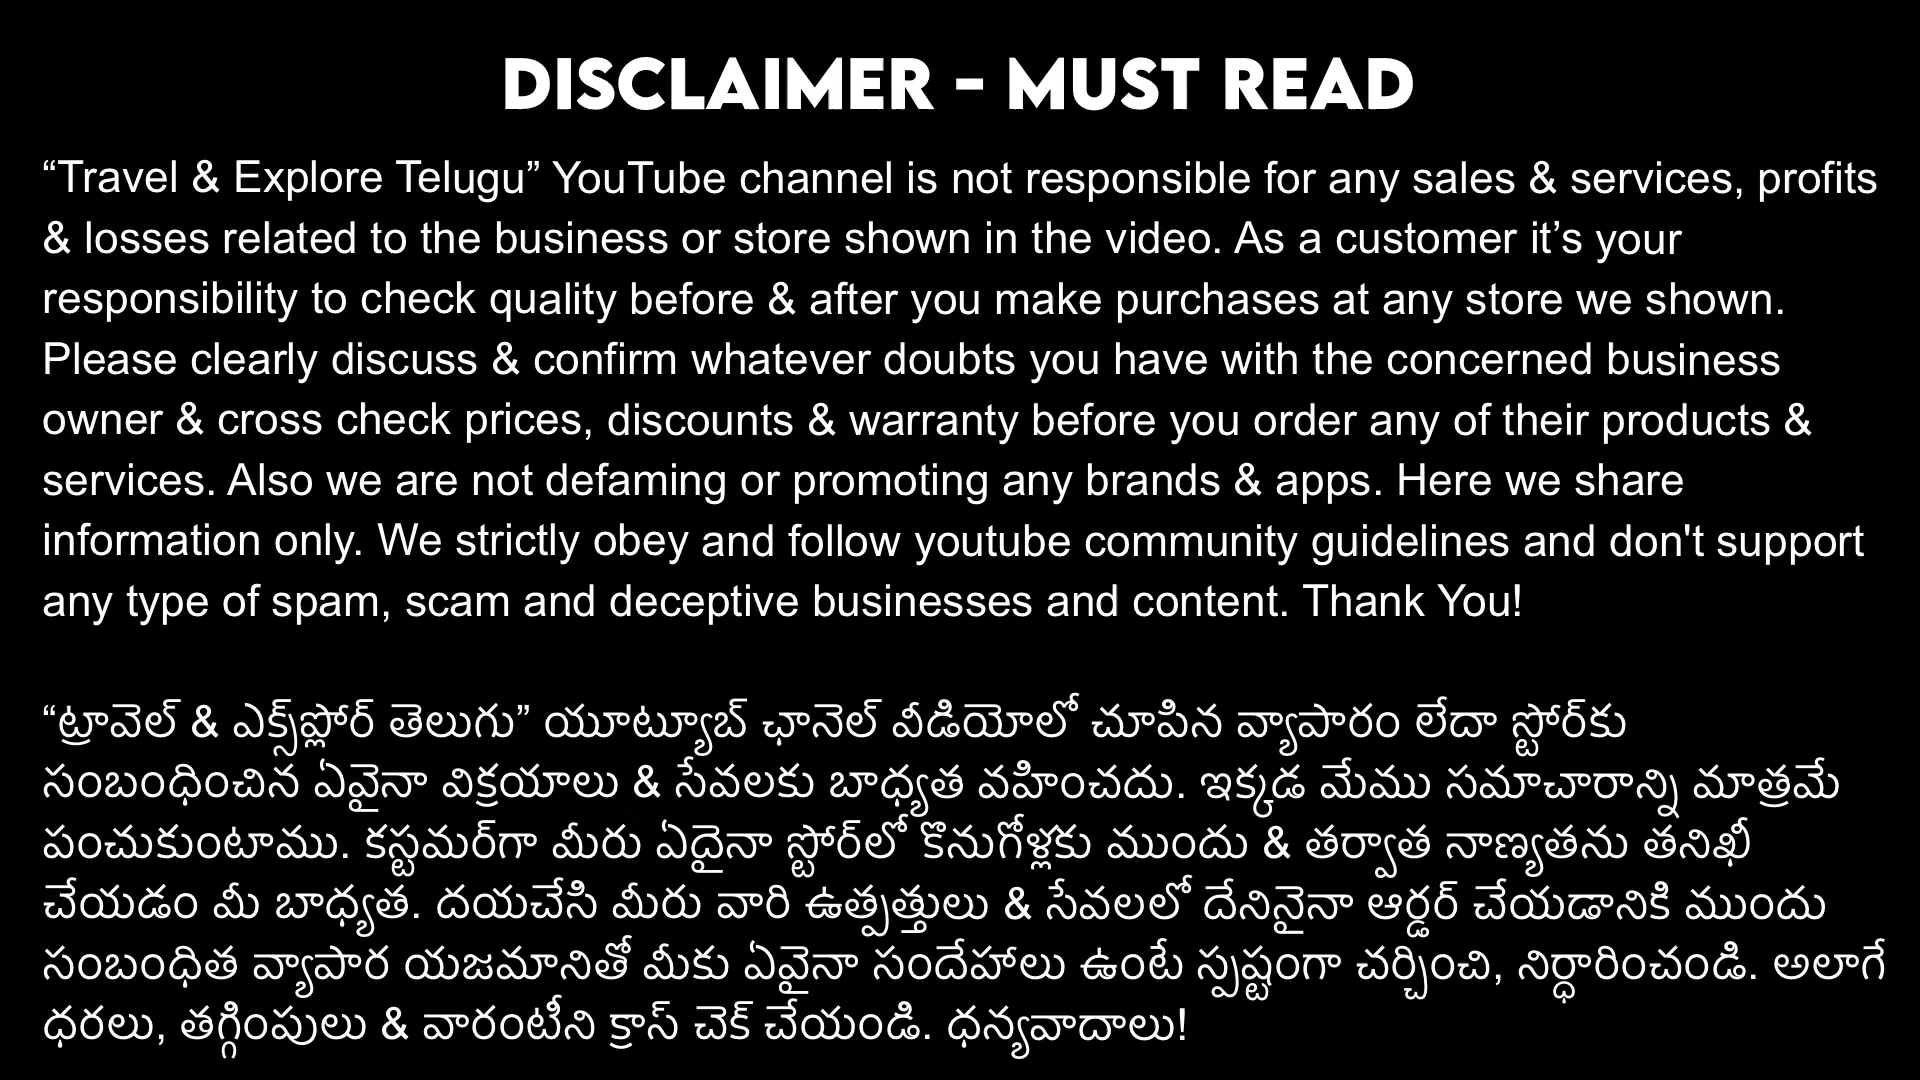 DISCLAIMER - MUST READ
“Travel & Explore Telugu” YouTube channel is not responsible for any sales & services, profits
& losses related to the business or store shown in the video. As a customer it’s your
responsibility to check quality before & after you make purchases at any store we shown.
Please clearly discuss & confirm whatever doubts you have with the concerned business
owner & cross check prices, discounts & warranty before you order any of their products &
services. Also we are not defaming or promoting any brands & apps. Here we share
information only. We strictly obey and follow youtube community guidelines and don't support
any type of spam, scam and deceptive businesses and content. Thank You!
“ట్రావెల్ & ఎక్స్‌ప్లోర్ తెలుగు” యూట్యూబ్ ఛానెల్ వీడియోలో చూపిన వ్యాపారం లేదా స్టోర్‌కు
సంబంధించిన ఏవైనా విక్రయాలు & సేవలకు బాధ్యత వహించదు. ఇక్కడ మేము సమాచారాన్ని మాత్రమే
పంచుకుంటాము. కస్టమర్‌గా మీరు ఏదైనా స్టోర్‌లో కొనుగోళ్లకు ముందు & తర్వాత నాణ్యతను తనిఖీ
చేయడం మీ బాధ్యత. దయచేసి మీరు వారి ఉత్పత్తులు & సేవలలో దేనినైనా ఆర్డర్ చేయడానికి ముందు
సంబంధిత వ్యాపార యజమానితో మీకు ఏవైనా సందేహాలు ఉంటే స్పష్టంగా చర్చించి, నిర్ధారించండి. అలాగే
ధరలు, తగ్గింపులు & వారంటీని క్రాస్ చెక్ చేయండి. ధన్యవాదాలు!